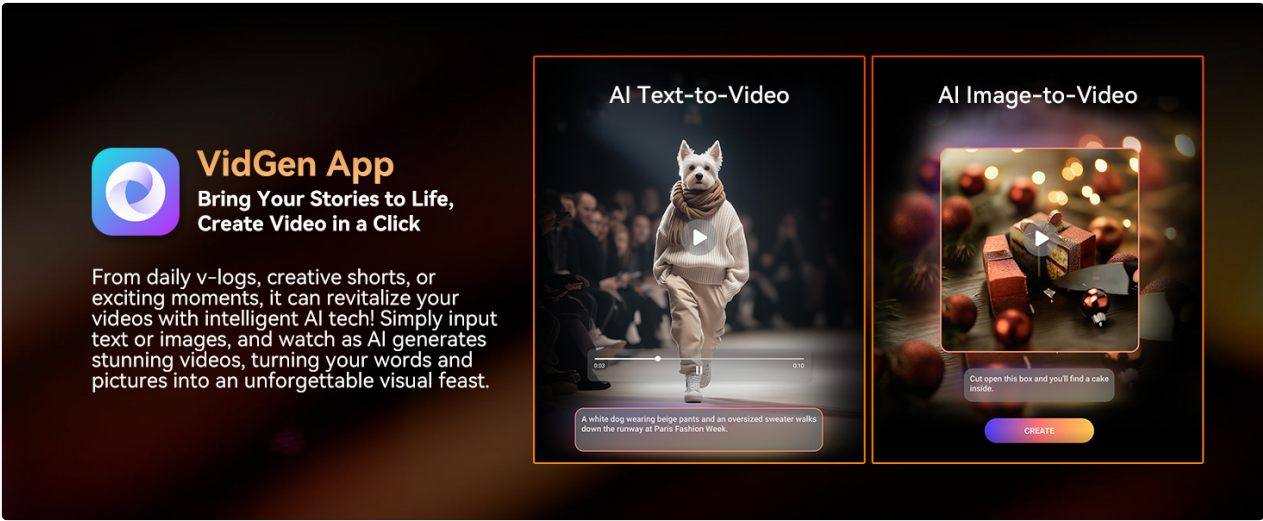 VidGen App
Bring Your Stories to Life,
Create Video in a Click
From daily v-logs, creative shorts, or
exciting moments, it can revitalize your
videos with intelligent AI tech! Simply input
text or images, and watch as AI generates
stunning videos, turning your words and
pictures into an unforgettable visual feast.
AI Text-to-Video
0:03
0:10
A white dog wearing beige pants and an oversized sweater walks
down the runway at Paris Fashion Week.
AI Image-to-Video
Cut open this box and you'll find a cake
inside.
CREATE